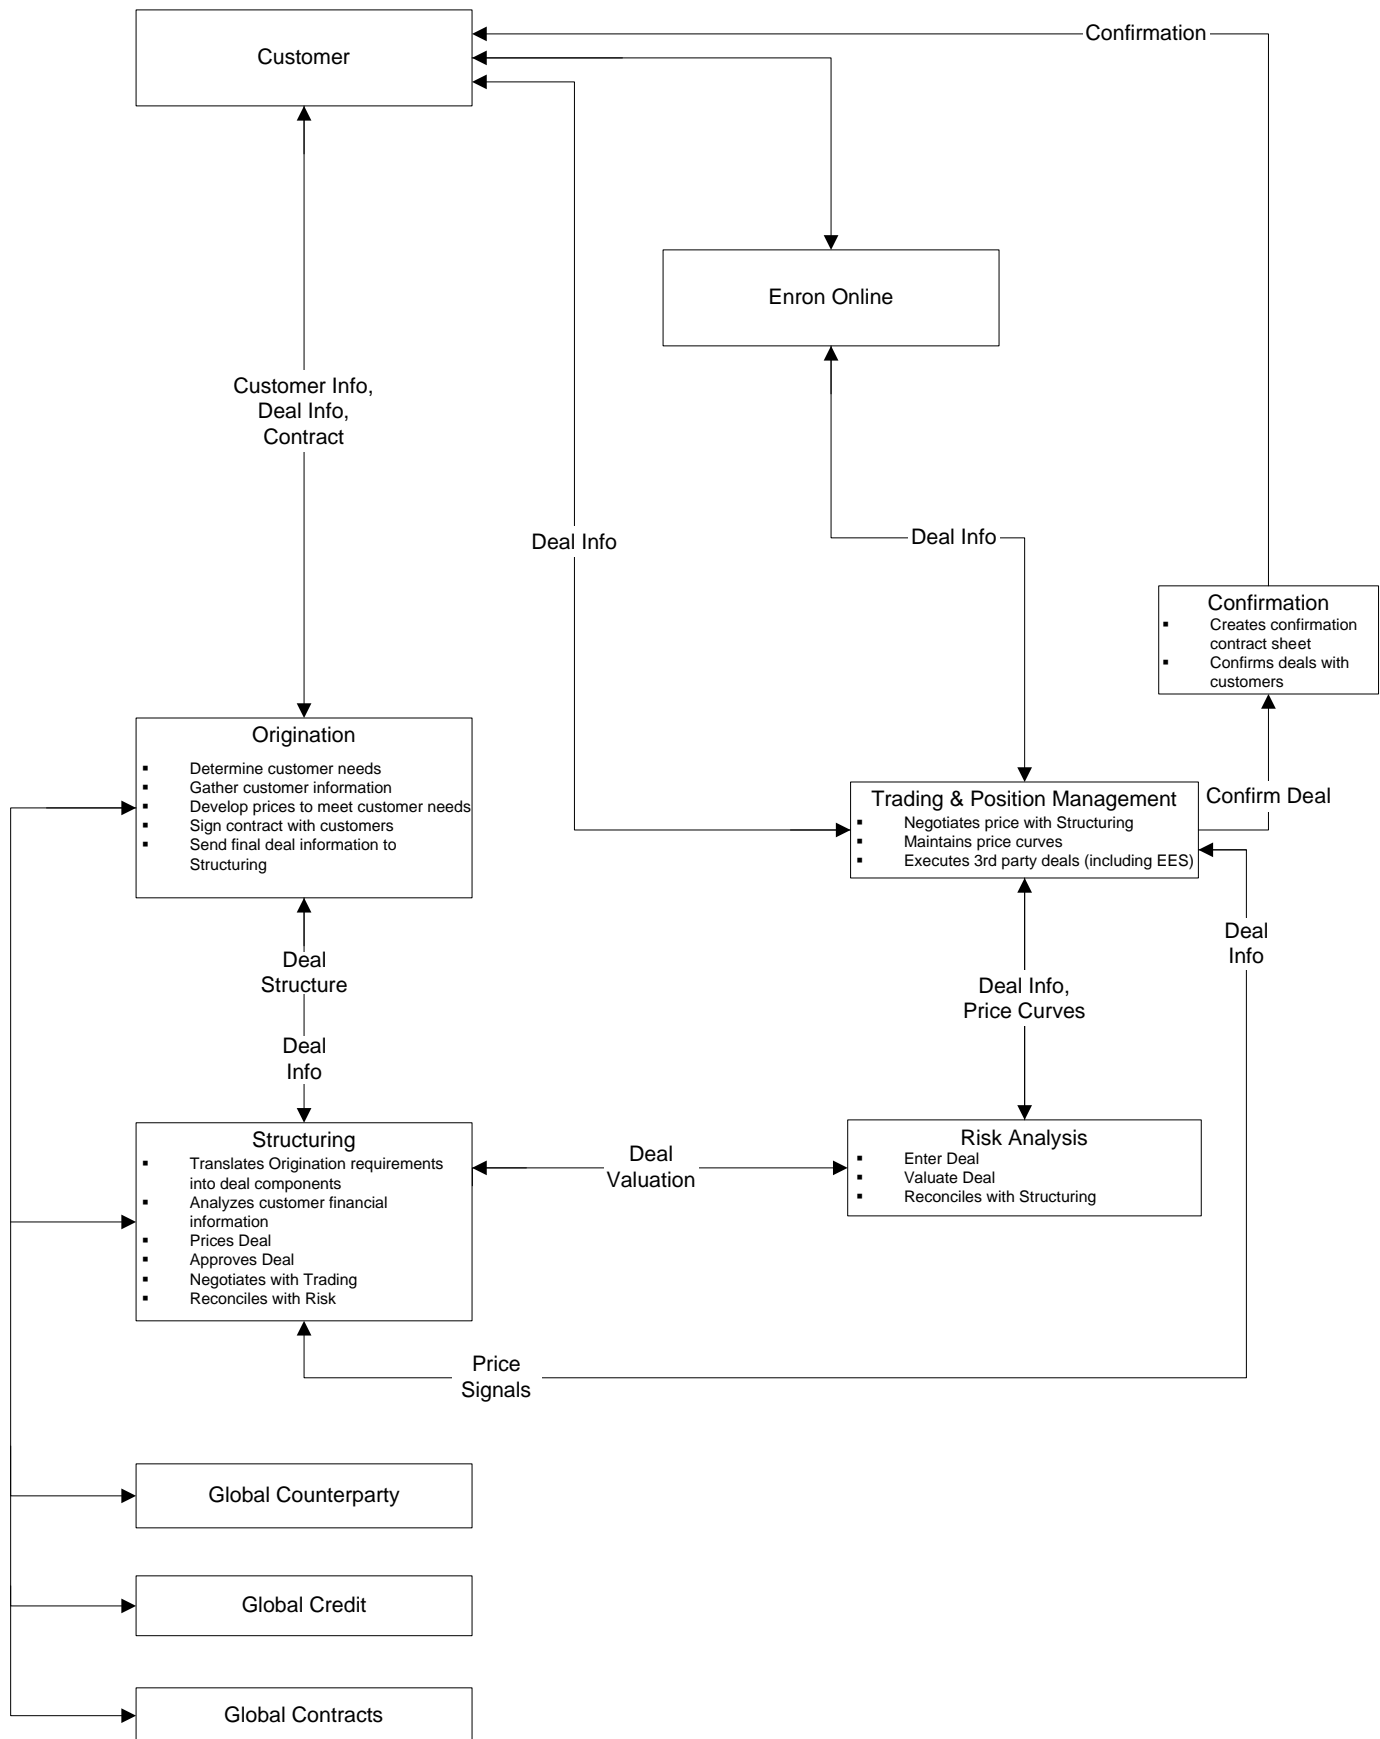 Confirmation
Customer
Enron Online
Customer Info,
Deal Info,
Contract
Deal Info
Deal Info
Confirmation
▪ Creates confirmation
contract sheet
▪ Confirms deals with
customers
Origination
▪ Determine customer needs
▪ Gather customer information
▪ Develop prices to meet customer needs
▪ Sign contract with customers
▪ Send final deal information to
Structuring
Trading & Position Management
▪ Negotiates price with Structuring
▪ Maintains price curves
▪ Executes 3rd party deals (including EES)
Confirm Deal
Deal
Info
Deal
Structure
Deal Info,
Price Curves
Deal
Info
Structuring
▪ Translates Origination requirements
into deal components
▪ Analyzes customer financial
information
▪ Prices Deal
▪ Approves Deal
▪ Negotiates with Trading
▪ Reconciles with Risk
Deal
Valuation
Risk Analysis
▪ Enter Deal
▪ Valuate Deal
▪ Reconciles with Structuring
Price
Signals
Global Counterparty
Global Credit
Global Contracts